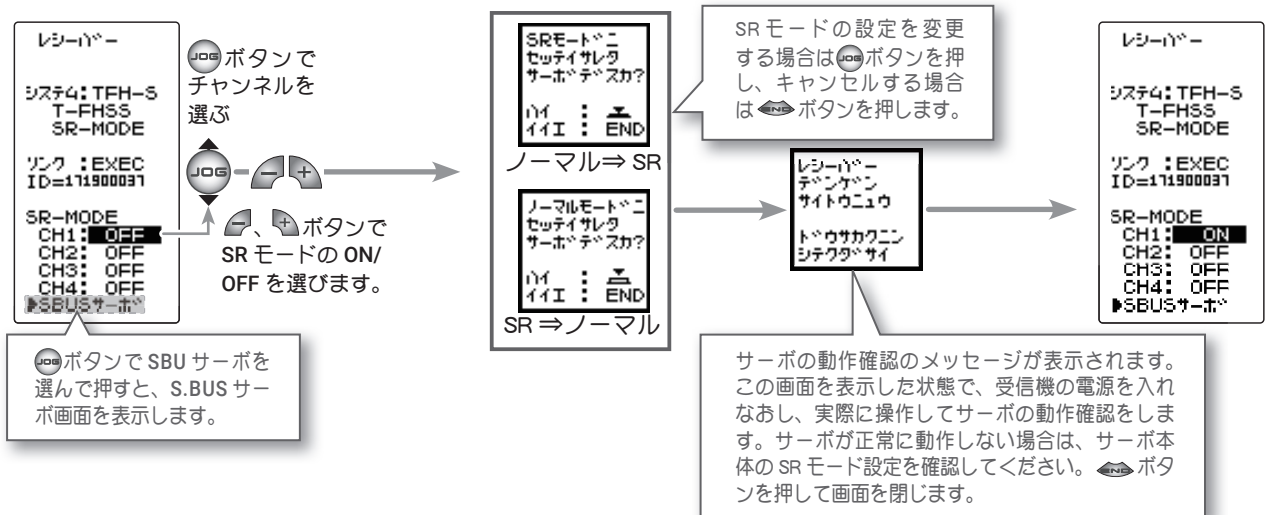 レシーバー
システム:TFH-S
T-FHSS
SR-MODE
リンク :EXEC
ID=171900037
SR-MODE
CH1: OFF
CH2: OFF
CH3: OFF
CH4: OFF
▶SBUSサーボ
JOGボタンで
チャンネルを
選ぶ
JOG
- +
-、+ボタンで
SR モードの ON/
OFF を選びます。
JOGボタンで SBU サーボを
選んで押すと、S.BUS サー
ボ画面を表示します。
SRモードニ
セッテイサレタ
サーボデスカ?
ハイ :
イイエ : END
ノーマル⇒ SR
ノーマルモードニ
セッテイサレタ
サーボデスカ?
ハイ :
イイエ : END
SR ⇒ノーマル
SR モードの設定を変更
する場合はJOGボタンを押
し、キャンセルする場合
は END ボタンを押します。
レシーバー
デンゲン
サイトウニュウ
ドウサカクニン
シテクダサイ
サーボの動作確認のメッセージが表示されます。
この画面を表示した状態で、受信機の電源を入れ
なおし、実際に操作してサーボの動作確認をしま
す。サーボが正常に動作しない場合は、サーボ本
体の SR モード設定を確認してください。END ボタ
ンを押して画面を閉じます。
レシーバー
システム:TFH-S
T-FHSS
SR-MODE
リンク :EXEC
ID=171900037
SR-MODE
CH1: ON
CH2: OFF
CH3: OFF
CH4: OFF
▶SBUSサーボ